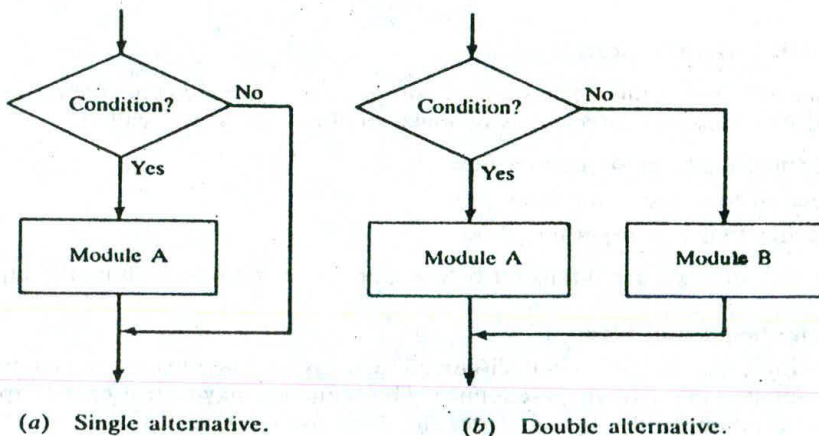 Condition?
No
Yes
Module A
(a) Single alternative.
Condition?
No
Yes
Module A
Module B
(b) Double alternative.